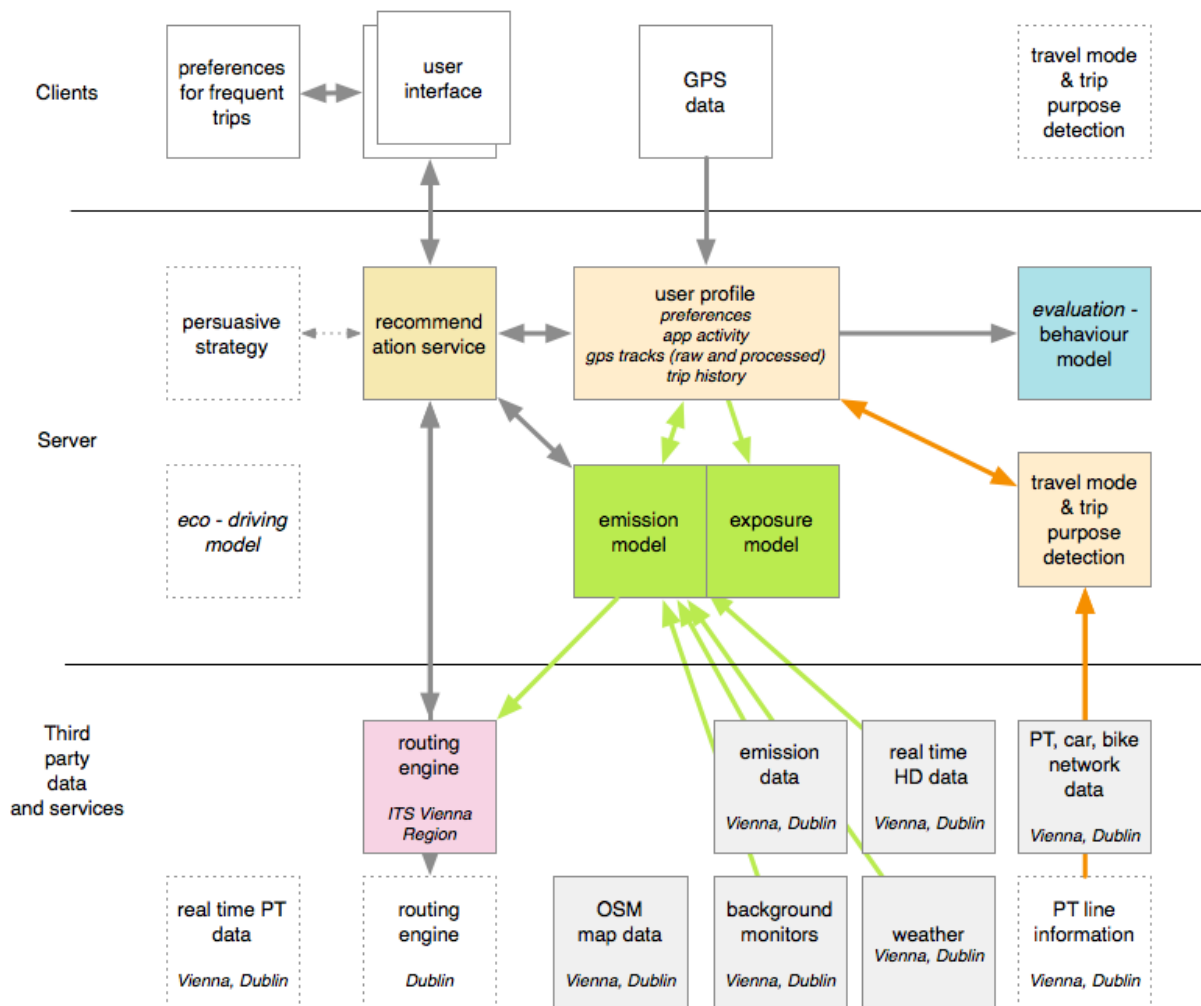 Clients
preferences
for frequent
trips
user
interface
GPS
data
travel mode
& trip
purpose
detection
Server
persuasive
strategy
recommend
ation service
user profile
preferences
app activity
gps tracks (raw and processed)
trip history
evaluation -
behaviour
model
eco - driving
model
emission
model
exposure
model
travel mode
& trip
purpose
detection
Third
party
data
and services
routing
engine
ITS Vienna
Region
emission
data
Vienna, Dublin
real time
HD data
Vienna, Dublin
PT, car, bike
network
data
Vienna, Dublin
real time PT
data
Vienna, Dublin
routing
engine
Dublin
OSM
map data
Vienna, Dublin
background
monitors
Vienna, Dublin
weather
Vienna, Dublin
PT line
information
Vienna, Dublin